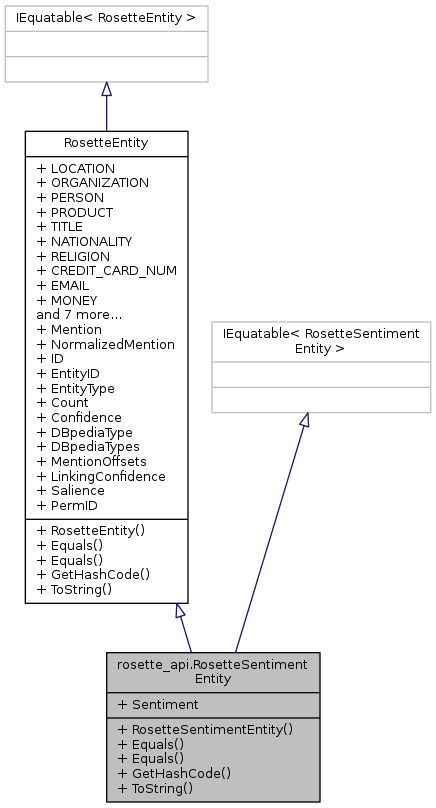 IEquatable< RosetteEntity >
RosetteEntity
+ LOCATION
+ ORGANIZATION
+ PERSON
+ PRODUCT
+ TITLE
+ NATIONALITY
+ RELIGION
+ CREDIT_CARD_NUM
+ EMAIL
+ MONEY
and 7 more...
+ Mention
+ NormalizedMention
+ ID
+ EntityID
+ EntityType
+ Count
+ Confidence
+ DBpediaType
+ DBpediaTypes
+ MentionOffsets
+ LinkingConfidence
+ Salience
+ PermID
+ RosetteEntity()
+ Equals()
+ Equals()
+ GetHashCode()
+ ToString()
IEquatable< RosetteSentiment
Entity >
rosette_api.RosetteSentiment
Entity
+ Sentiment
+ RosetteSentimentEntity()
+ Equals()
+ Equals()
+ GetHashCode()
+ ToString()